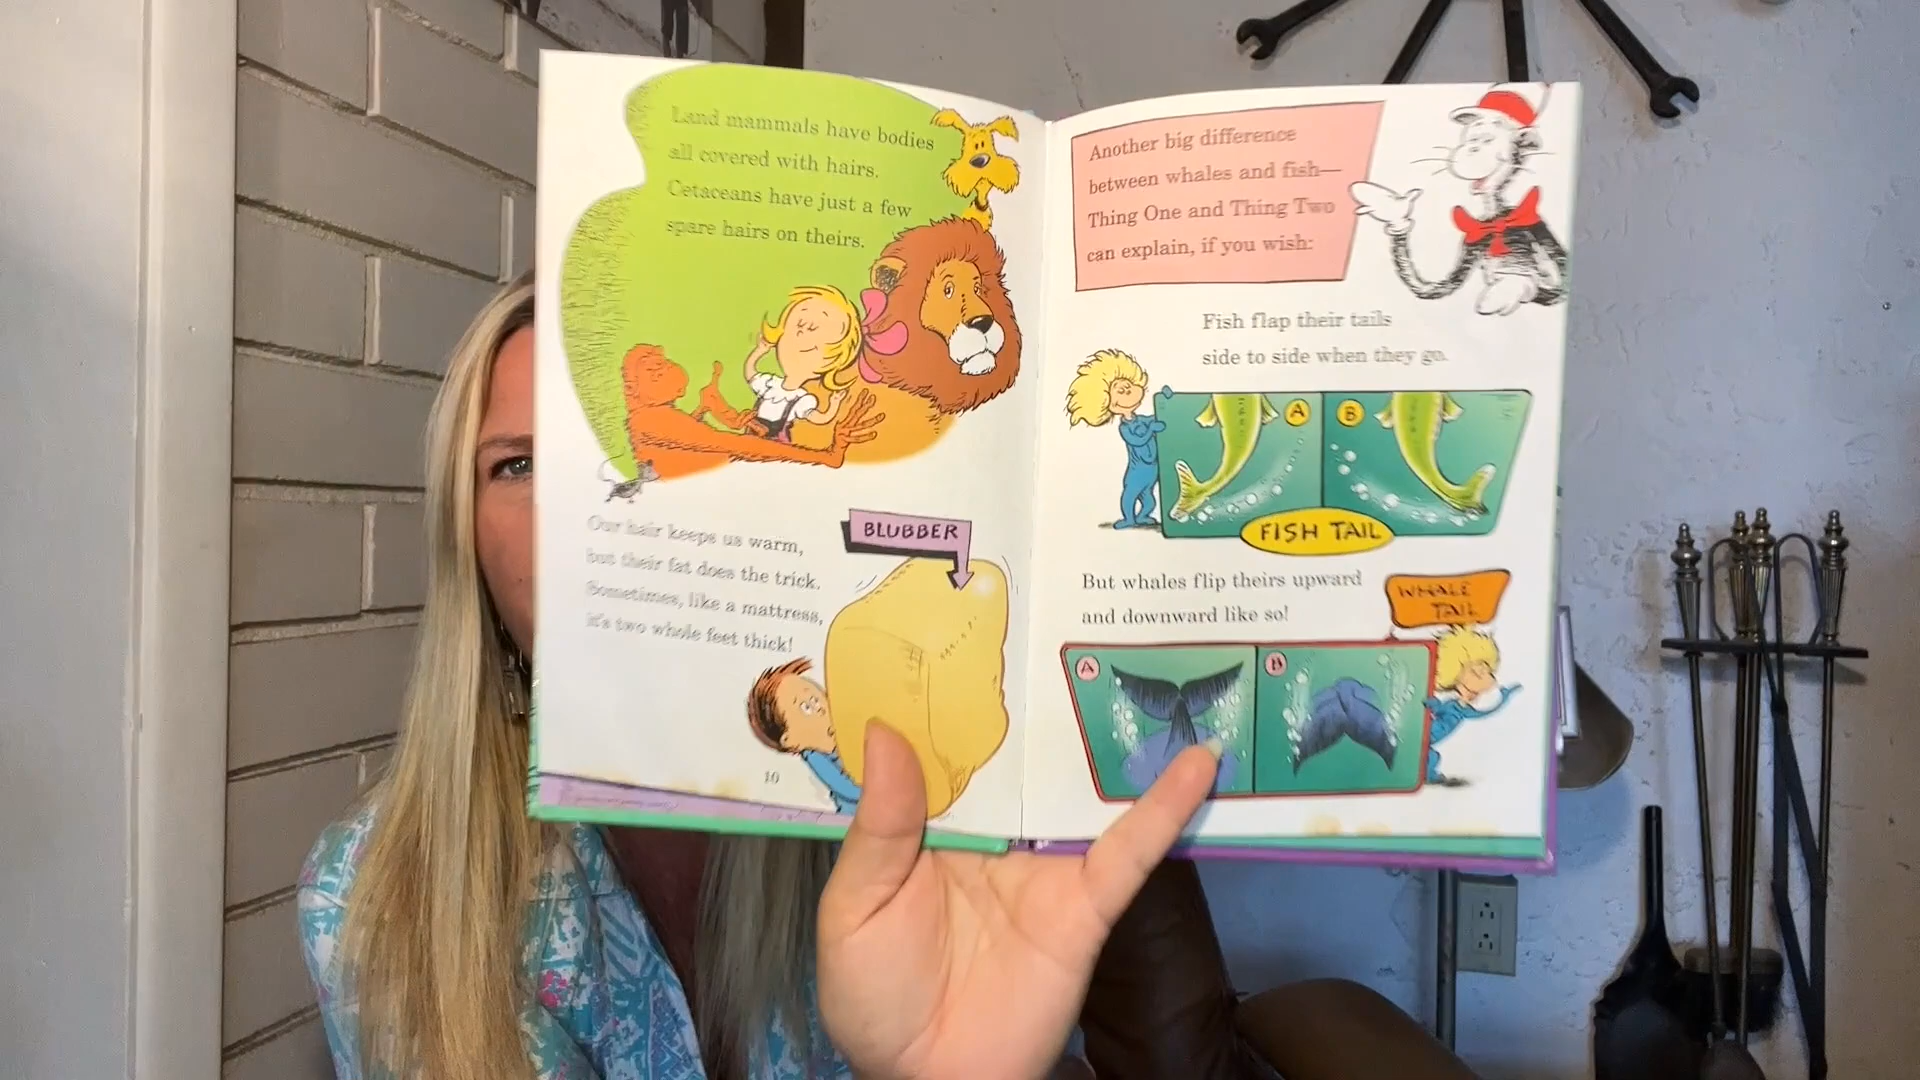 Land mammals have bodies
all covered with hairs.
Cetaceans have just a few
spare hairs on theirs.
Our hair keeps us warm,
but their fat does the trick.
Sometimes, like a mattress,
it's two whole feet thick!
BLUBBER
10
Another big difference
between whales and fish—
Thing One and Thing Two
can explain, if you wish:
Fish flap their tails
side to side when they go.
A
B
FISH TAIL
But whales flip theirs upward
and downward like so!
WHALE
TAIL
A
B